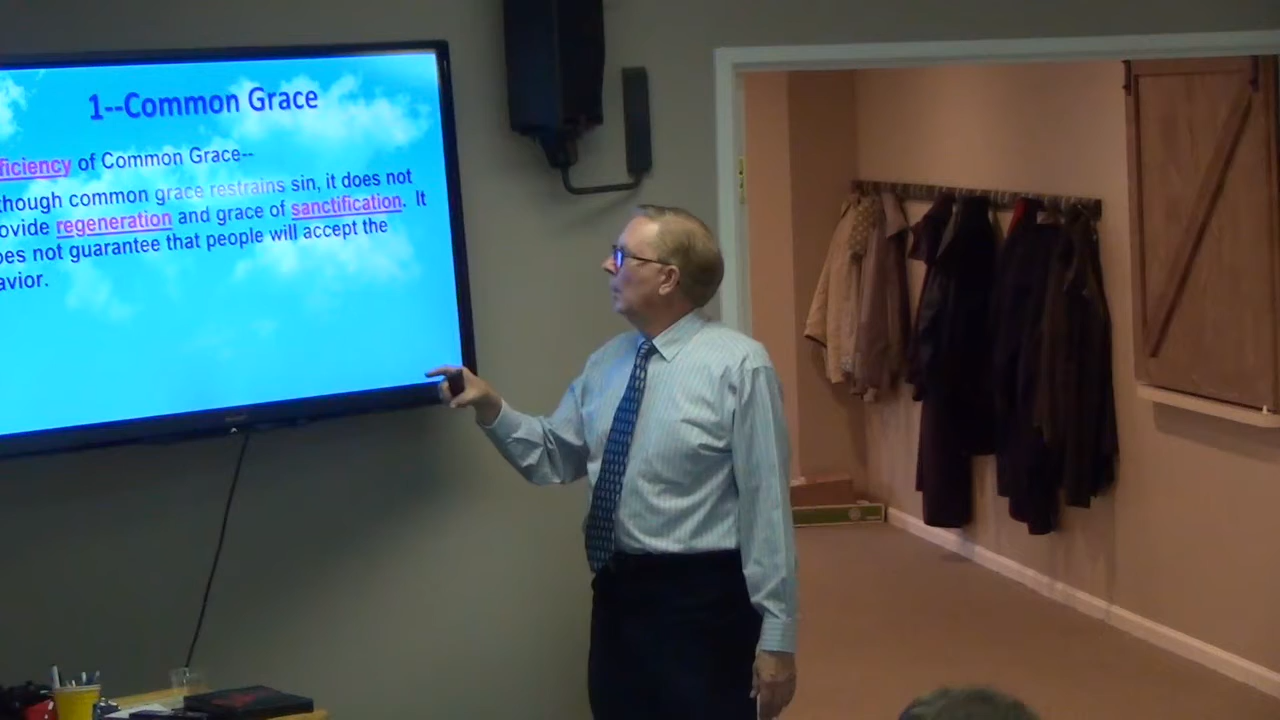 1--Common Grace
ficiency of Common Grace--
though common grace restrains sin, it does not
ovide regeneration and grace of sanctification. It
oes not guarantee that people will accept the
avior.